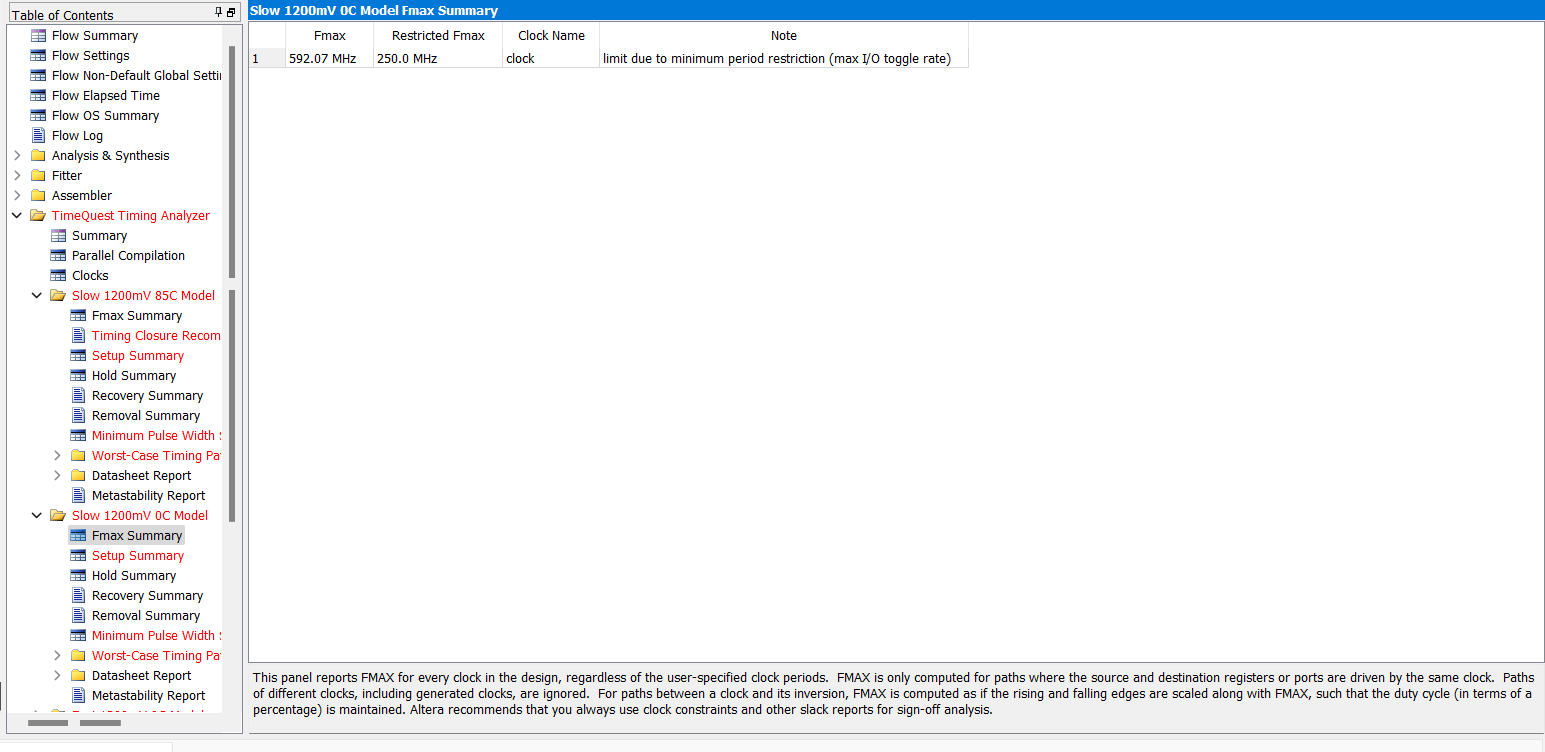 Table of Contents
Flow Summary
Flow Settings
Flow Non-Default Global Setti
Flow Elapsed Time
Flow OS Summary
Flow Log
Analysis & Synthesis
Fitter
Assembler
TimeQuest Timing Analyzer
Summary
Parallel Compilation
Clocks
Slow 1200mV 85C Model
Fmax Summary
Timing Closure Recom
Setup Summary
Hold Summary
Recovery Summary
Removal Summary
Minimum Pulse Width S
Worst-Case Timing Pa
Datasheet Report
Metastability Report
Slow 1200mV 0C Model
Fmax Summary
Setup Summary
Hold Summary
Recovery Summary
Removal Summary
Minimum Pulse Width S
Worst-Case Timing Pa
Datasheet Report
Metastability Report
Slow 1200mV 0C Model Fmax Summary
Fmax Restricted Fmax Clock Name Note
1 592.07 MHz 250.0 MHz clock limit due to minimum period restriction (max I/O toggle rate)
This panel reports FMAX for every clock in the design, regardless of the user-specified clock periods. FMAX is only computed for paths where the source and destination registers or ports are driven by the same clock. Paths
of different clocks, including generated clocks, are ignored. For paths between a clock and its inversion, FMAX is computed as if the rising and falling edges are scaled along with FMAX, such that the duty cycle (in terms of a
percentage) is maintained. Altera recommends that you always use clock constraints and other slack reports for sign-off analysis.